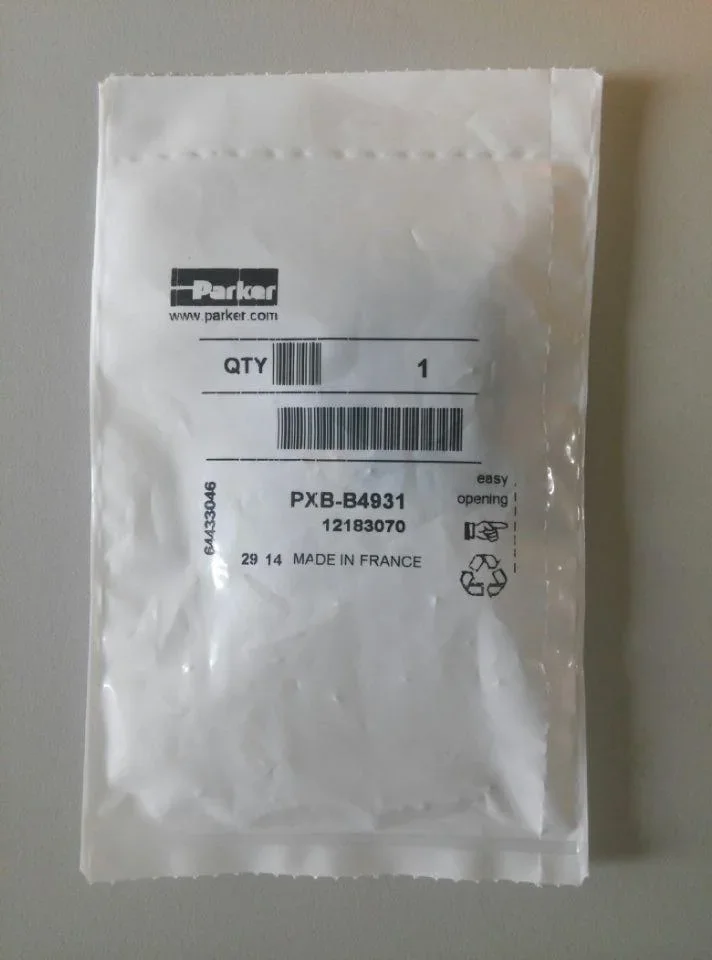 Parker
www.parker.com
QTY 1
64433046
PXB-B4931
12183070
29 14 MADE IN FRANCE
easy
opening